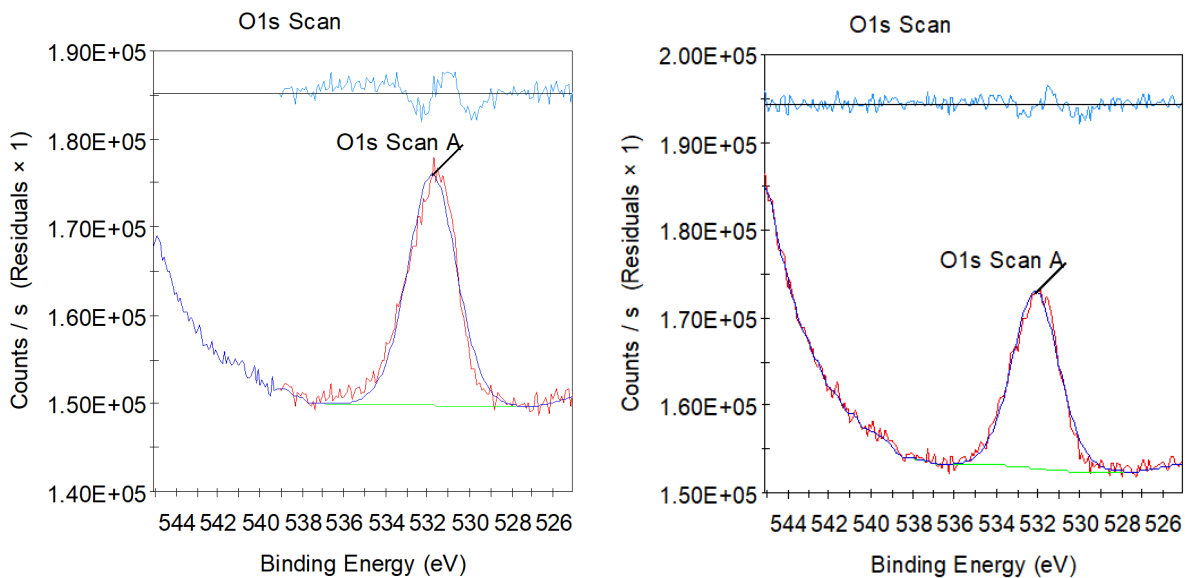 O1s Scan
Counts / s (Residuals × 1)
1.90E+05
1.80E+05
1.70E+05
1.60E+05
1.50E+05
1.40E+05
O1s Scan A
544 542 540 538 536 534 532 530 528 526
Binding Energy (eV)
O1s Scan
Counts / s (Residuals × 1)
2.00E+05
1.90E+05
1.80E+05
1.70E+05
1.60E+05
1.50E+05
O1s Scan A
544 542 540 538 536 534 532 530 528 526
Binding Energy (eV)